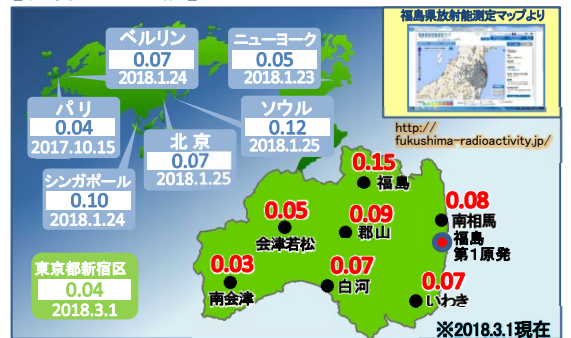 福島県放射能測定マップより
http://
fukushima-radioactivity.jp/
ベルリン
0.07
2018.1.24
ニューヨーク
0.05
2018.1.23
パリ
0.04
2017.10.15
ソウル
0.12
2018.1.25
北京
0.07
2018.1.25
シンガポール
0.10
2018.1.24
東京都新宿区
0.04
2018.3.1
0.15
福島
0.08
南相馬
福島
第1原発
0.05
会津若松
0.09
郡山
0.03
南会津
0.07
白河
0.07
いわき
※2018.3.1現在